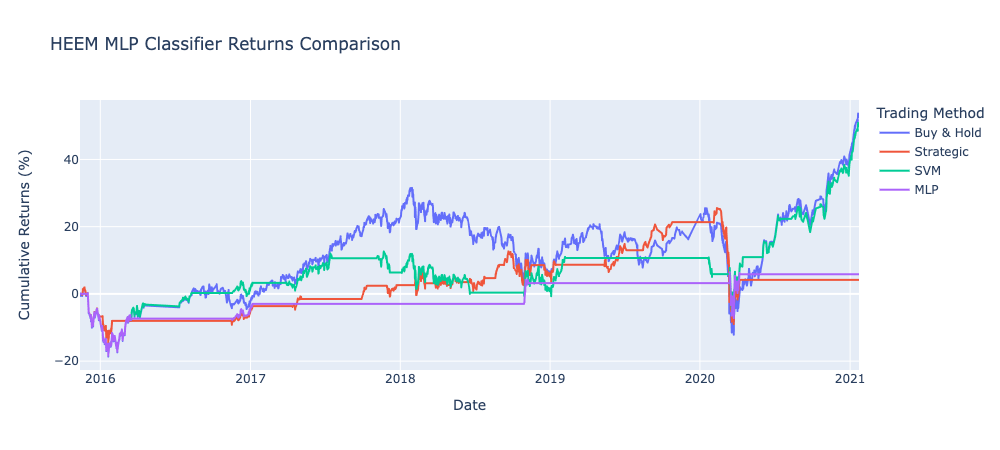 HEEM MLP Classifier Returns Comparison
Trading Method
Buy & Hold
Strategic
SVM
MLP
Cumulative Returns (%)
40
20
0
−20
2016 2017 2018 2019 2020 2021
Date